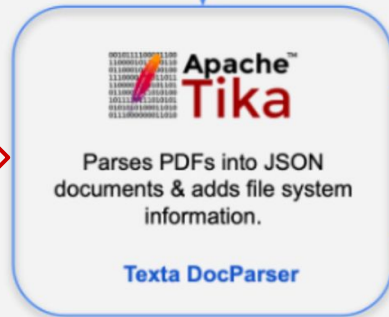 Apache™
Tika
Parses PDFs into JSON
documents & adds file system
information.
Texta DocParser